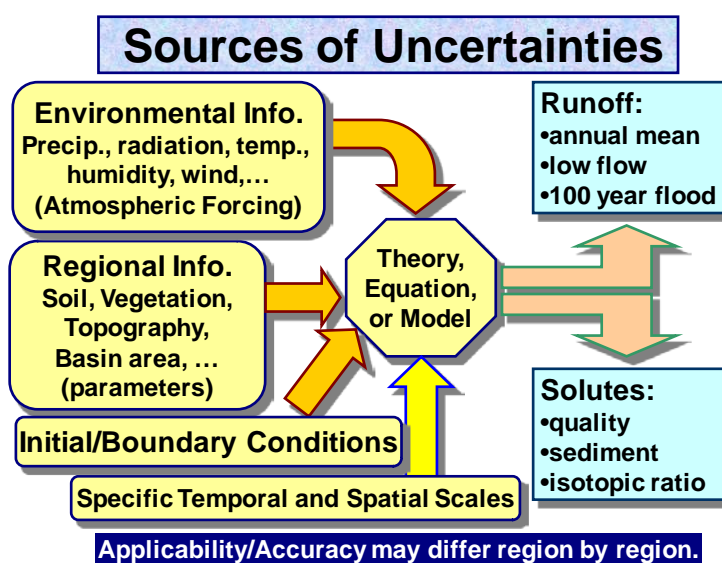 Sources of Uncertainties
Environmental Info.
Precip., radiation, temp.,
humidity, wind,…
(Atmospheric Forcing)
Regional Info.
Soil, Vegetation,
Topography,
Basin area, …
(parameters)
Initial/Boundary Conditions
Specific Temporal and Spatial Scales
Theory,
Equation,
or Model
Runoff:
•annual mean
•low flow
•100 year flood
Solutes:
•quality
•sediment
•isotopic ratio
Applicability/Accuracy may differ region by region.